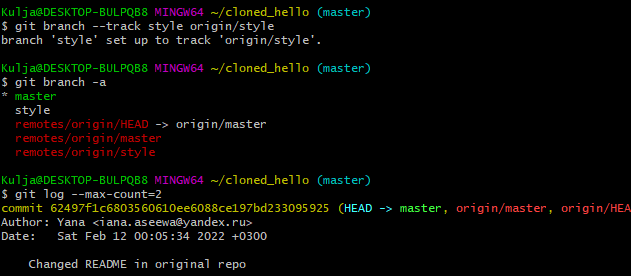 Kulja@DESKTOP-BULPQB8 MINGW64 ~/cloned_hello (master)
$ git branch --track style origin/style
branch 'style' set up to track 'origin/style'.
Kulja@DESKTOP-BULPQB8 MINGW64 ~/cloned_hello (master)
$ git branch -a
* master
  style
  remotes/origin/HEAD -> origin/master
  remotes/origin/master
  remotes/origin/style
Kulja@DESKTOP-BULPQB8 MINGW64 ~/cloned_hello (master)
$ git log --max-count=2
commit 62497f1c6803560610ee6088ce197bd233095925 (HEAD -> master, origin/master, origin/HEA
Author: Yana <iana.aseewa@yandex.ru>
Date:   Sat Feb 12 00:05:34 2022 +0300
    Changed README in original repo